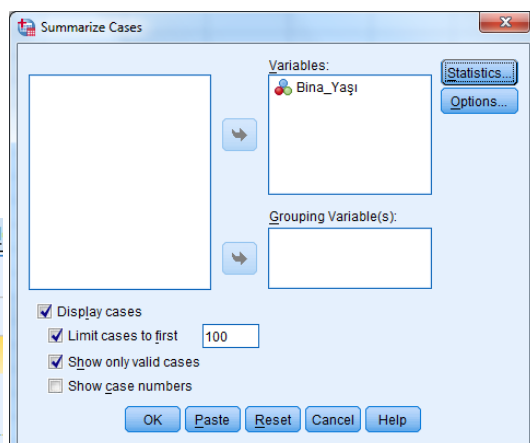 Summarize Cases
Variables:
Bina_Yaşı
Statistics...
Options...
Grouping Variable(s):
Display cases
Limit cases to first 100
Show only valid cases
Show case numbers
OK Paste Reset Cancel Help